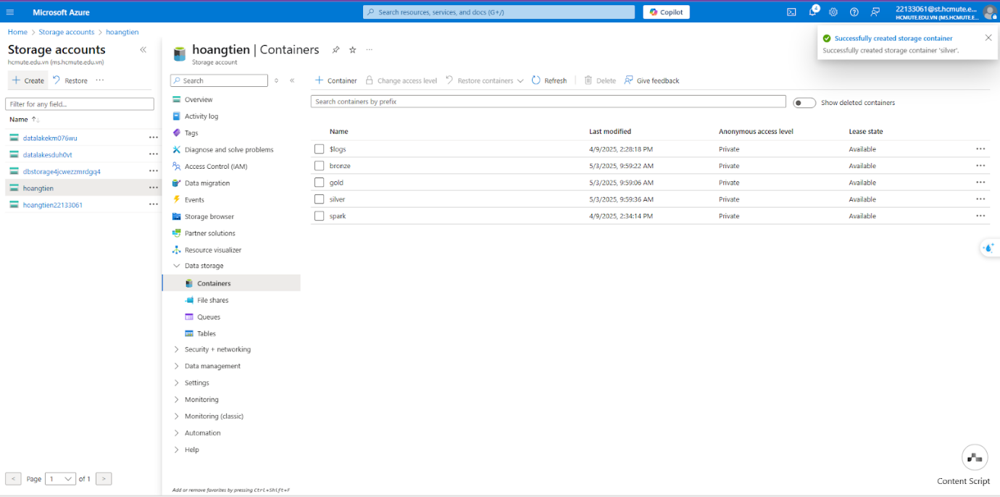 Microsoft Azure
Search resources, services, and docs (G+/)
Copilot
4
22133061@st.hcmute.e...
HCMUTE.EDU.VN (MS.HCMUTE.E...
Home > Storage accounts > hoangtien
Successfully created storage container
Successfully created storage container 'silver'.
Storage accounts
hcmute.edu.vn (ms.hcmute.edu.vn)
Create Restore ...
Filter for any field...
Name
datalakekm076wu
datalakesduh0vt
dbstorage4jcwezzmrdgq4
hoangtien
hoangtien22133061
< Page 1 of 1 >
hoangtien | Containers
Storage account
Search
Overview
Activity log
Tags
Diagnose and solve problems
Access Control (IAM)
Data migration
Events
Storage browser
Partner solutions
Resource visualizer
Data storage
Containers
File shares
Queues
Tables
Security + networking
Data management
Settings
Monitoring
Monitoring (classic)
Automation
Help
Add or remove favorites by pressing Ctrl+Shift+F
Container Change access level Restore containers Refresh Delete Give feedback
Search containers by prefix
Show deleted containers
Name Last modified Anonymous access level Lease state
$logs 4/9/2025, 2:28:18 PM Private Available
bronze 5/3/2025, 9:59:22 AM Private Available
gold 5/3/2025, 9:59:06 AM Private Available
silver 5/3/2025, 9:59:36 AM Private Available
spark 4/9/2025, 2:34:14 PM Private Available
Content Script